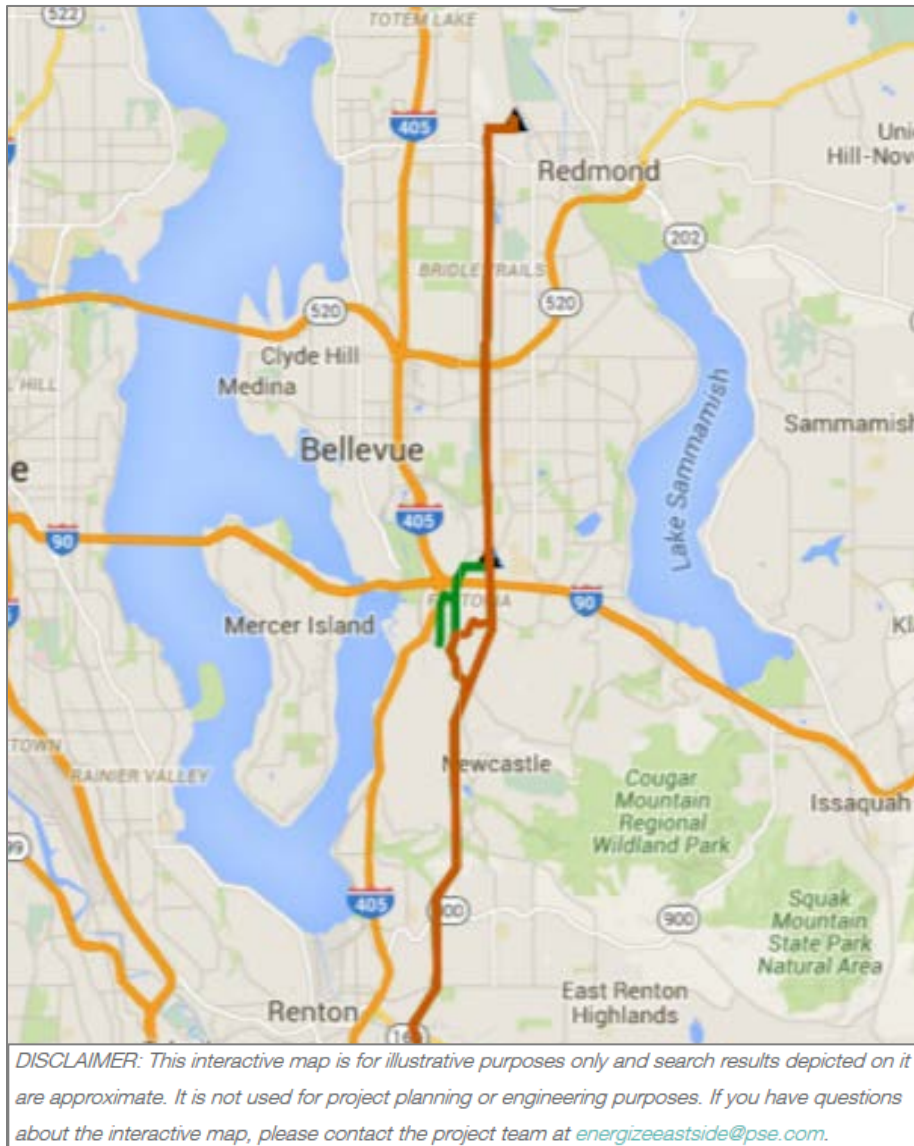 522
TOTEM LAKE
405
Redmond
Uni
Hill-Nov
202
BRIDLE TRAILS
520
520
Clyde Hill
Medina
L HILL
Lake Sammamish
Sammamish
Bellevue
e
405
90
90
Mercer Island
Kl
TOWN
RAINIER VALLEY
Newcastle
Cougar
Mountain
Regional
Wildland Park
Issaquah
99
405
900
900
Squak
Mountain
State Park
Natural Area
East Renton
Highlands
Renton
DISCLAIMER: This interactive map is for illustrative purposes only and search results depicted on it
are approximate. It is not used for project planning or engineering purposes. If you have questions
about the interactive map, please contact the project team at energizeeastside@pse.com.